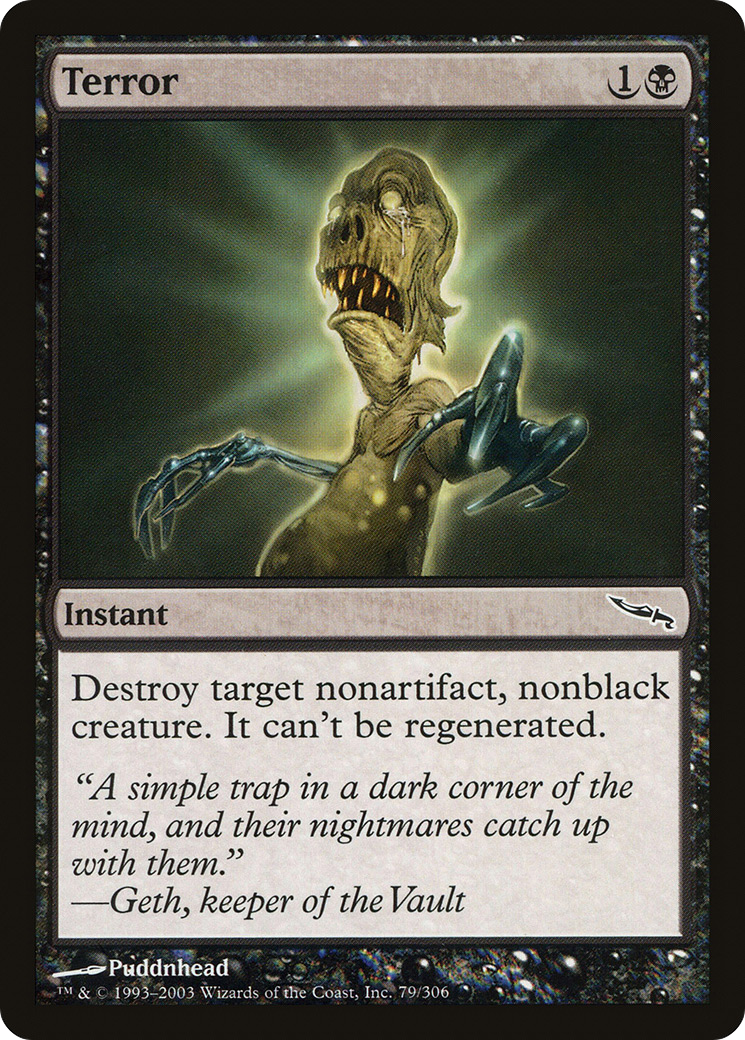 Terror 1
Instant
Destroy target nonartifact, nonblack
creature. It can't be regenerated.
"A simple trap in a dark corner of the
mind, and their nightmares catch up
with them."
—Geth, keeper of the Vault
Puddnhead
™ & © 1993–2003 Wizards of the Coast, Inc. 79/306